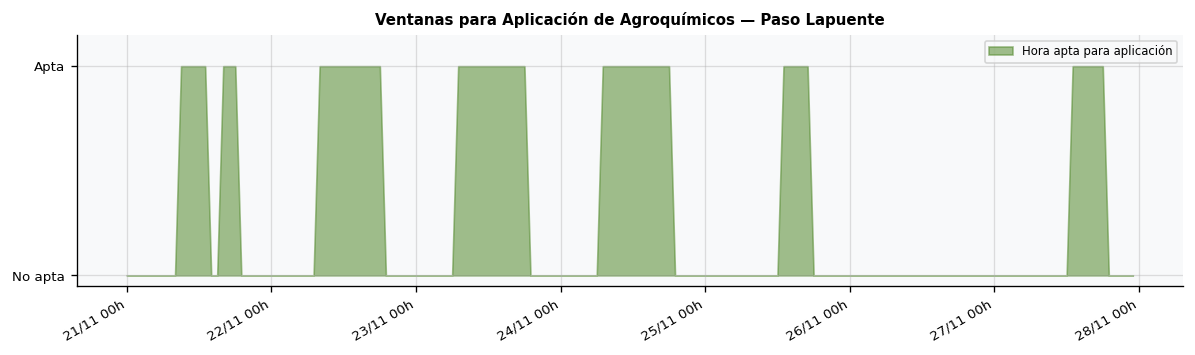 Ventanas para Aplicación de Agroquímicos — Paso Lapuente
Hora apta para aplicación
Apta
No apta
21/11 00h
22/11 00h
23/11 00h
24/11 00h
25/11 00h
26/11 00h
27/11 00h
28/11 00h